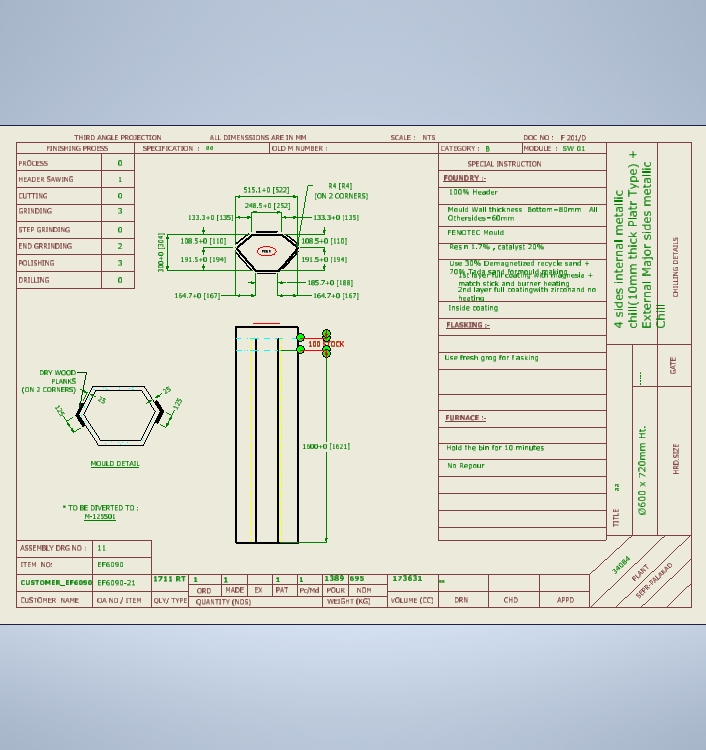 THIRD ANGLE PROJECTION ALL DIMENSSIONS ARE IN MM SCALE : NTS DOC NO : F 201/D
FINISHING PROESS SPECIFICATION : ## OLD M NUMBER : CATEGORY : B MODULE : SW 01
PROCESS 0
HEADER SAWING 1
CUTTING 0
GRINDING 3
STEP GRINDING 0
END GRINDING 2
POLISHING 3
DRILLING 0
515.1+0 [522]
R4 [R4]
(ON 2 CORNERS)
248.5+0 [252]
133.3+0 [135] 133.3+0 [135]
300+0 [304]
108.5+0 [110] 108.5+0 [110]
191.5+0 [194] 191.5+0 [194]
185.7+0 [188]
164.7+0 [167] 164.7+0 [167]
100
1600+0 [1621]
DRY WOOD
PLANKS
(ON 2 CORNERS)
25 25
125 125
MOULD DETAIL
* TO BE DIVERTED TO :
M-125501
SPECIAL INSTRUCTION
FOUNDRY :-
100% Header
Mould Wall thickness Bottom=80mm All
Othersides=60mm
FENOTEC Mould
Resin 1.7% , catalyst 20%
Use 30% Damagnetized recycle sand +
70% Tada sand for mould making
1st layer full coating with magnesia +
match stick and burner heating
2nd layer full coatingwith zirconand no
heating
Inside coating
FLASKING :-
Use fresh grog for flasking
FURNACE :-
Hold the bin for 10 minutes
No Repour
4 sides internal metallic
chill(10mm thick Platr Type) +
External Major sides metallic
Chill
CHILLING DETAILS
.....
GATE
Ø600 x 720mm Ht.
HRD.SIZE
TITLE ##
34084
PLANT
SEPR-PALAKAD
ASSEMBLY DRG NO : 11
ITEM NO: EF6090
CUSTOMER_EF6090 EF6090-21 1711 RT 1 1 1 1 1389 695 173631 ##
ORD MADE EX PAT Pc/Md POUR NOM
CUSTOMER NAME OA NO / ITEM QLY/ TYPE QUANTITY (NOS) WEIGHT (KG) VOLUME (CC) DRN CHD APPD